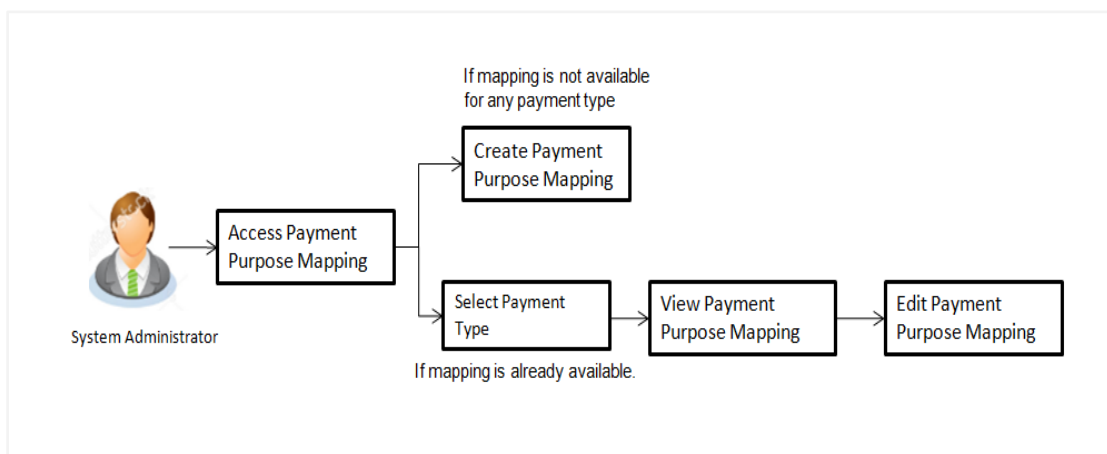 If mapping is not available
for any payment type
Create Payment
Purpose Mapping
Access Payment
Purpose Mapping
System Administrator
Select Payment
Type
If mapping is already available.
View Payment
Purpose Mapping
Edit Payment
Purpose Mapping